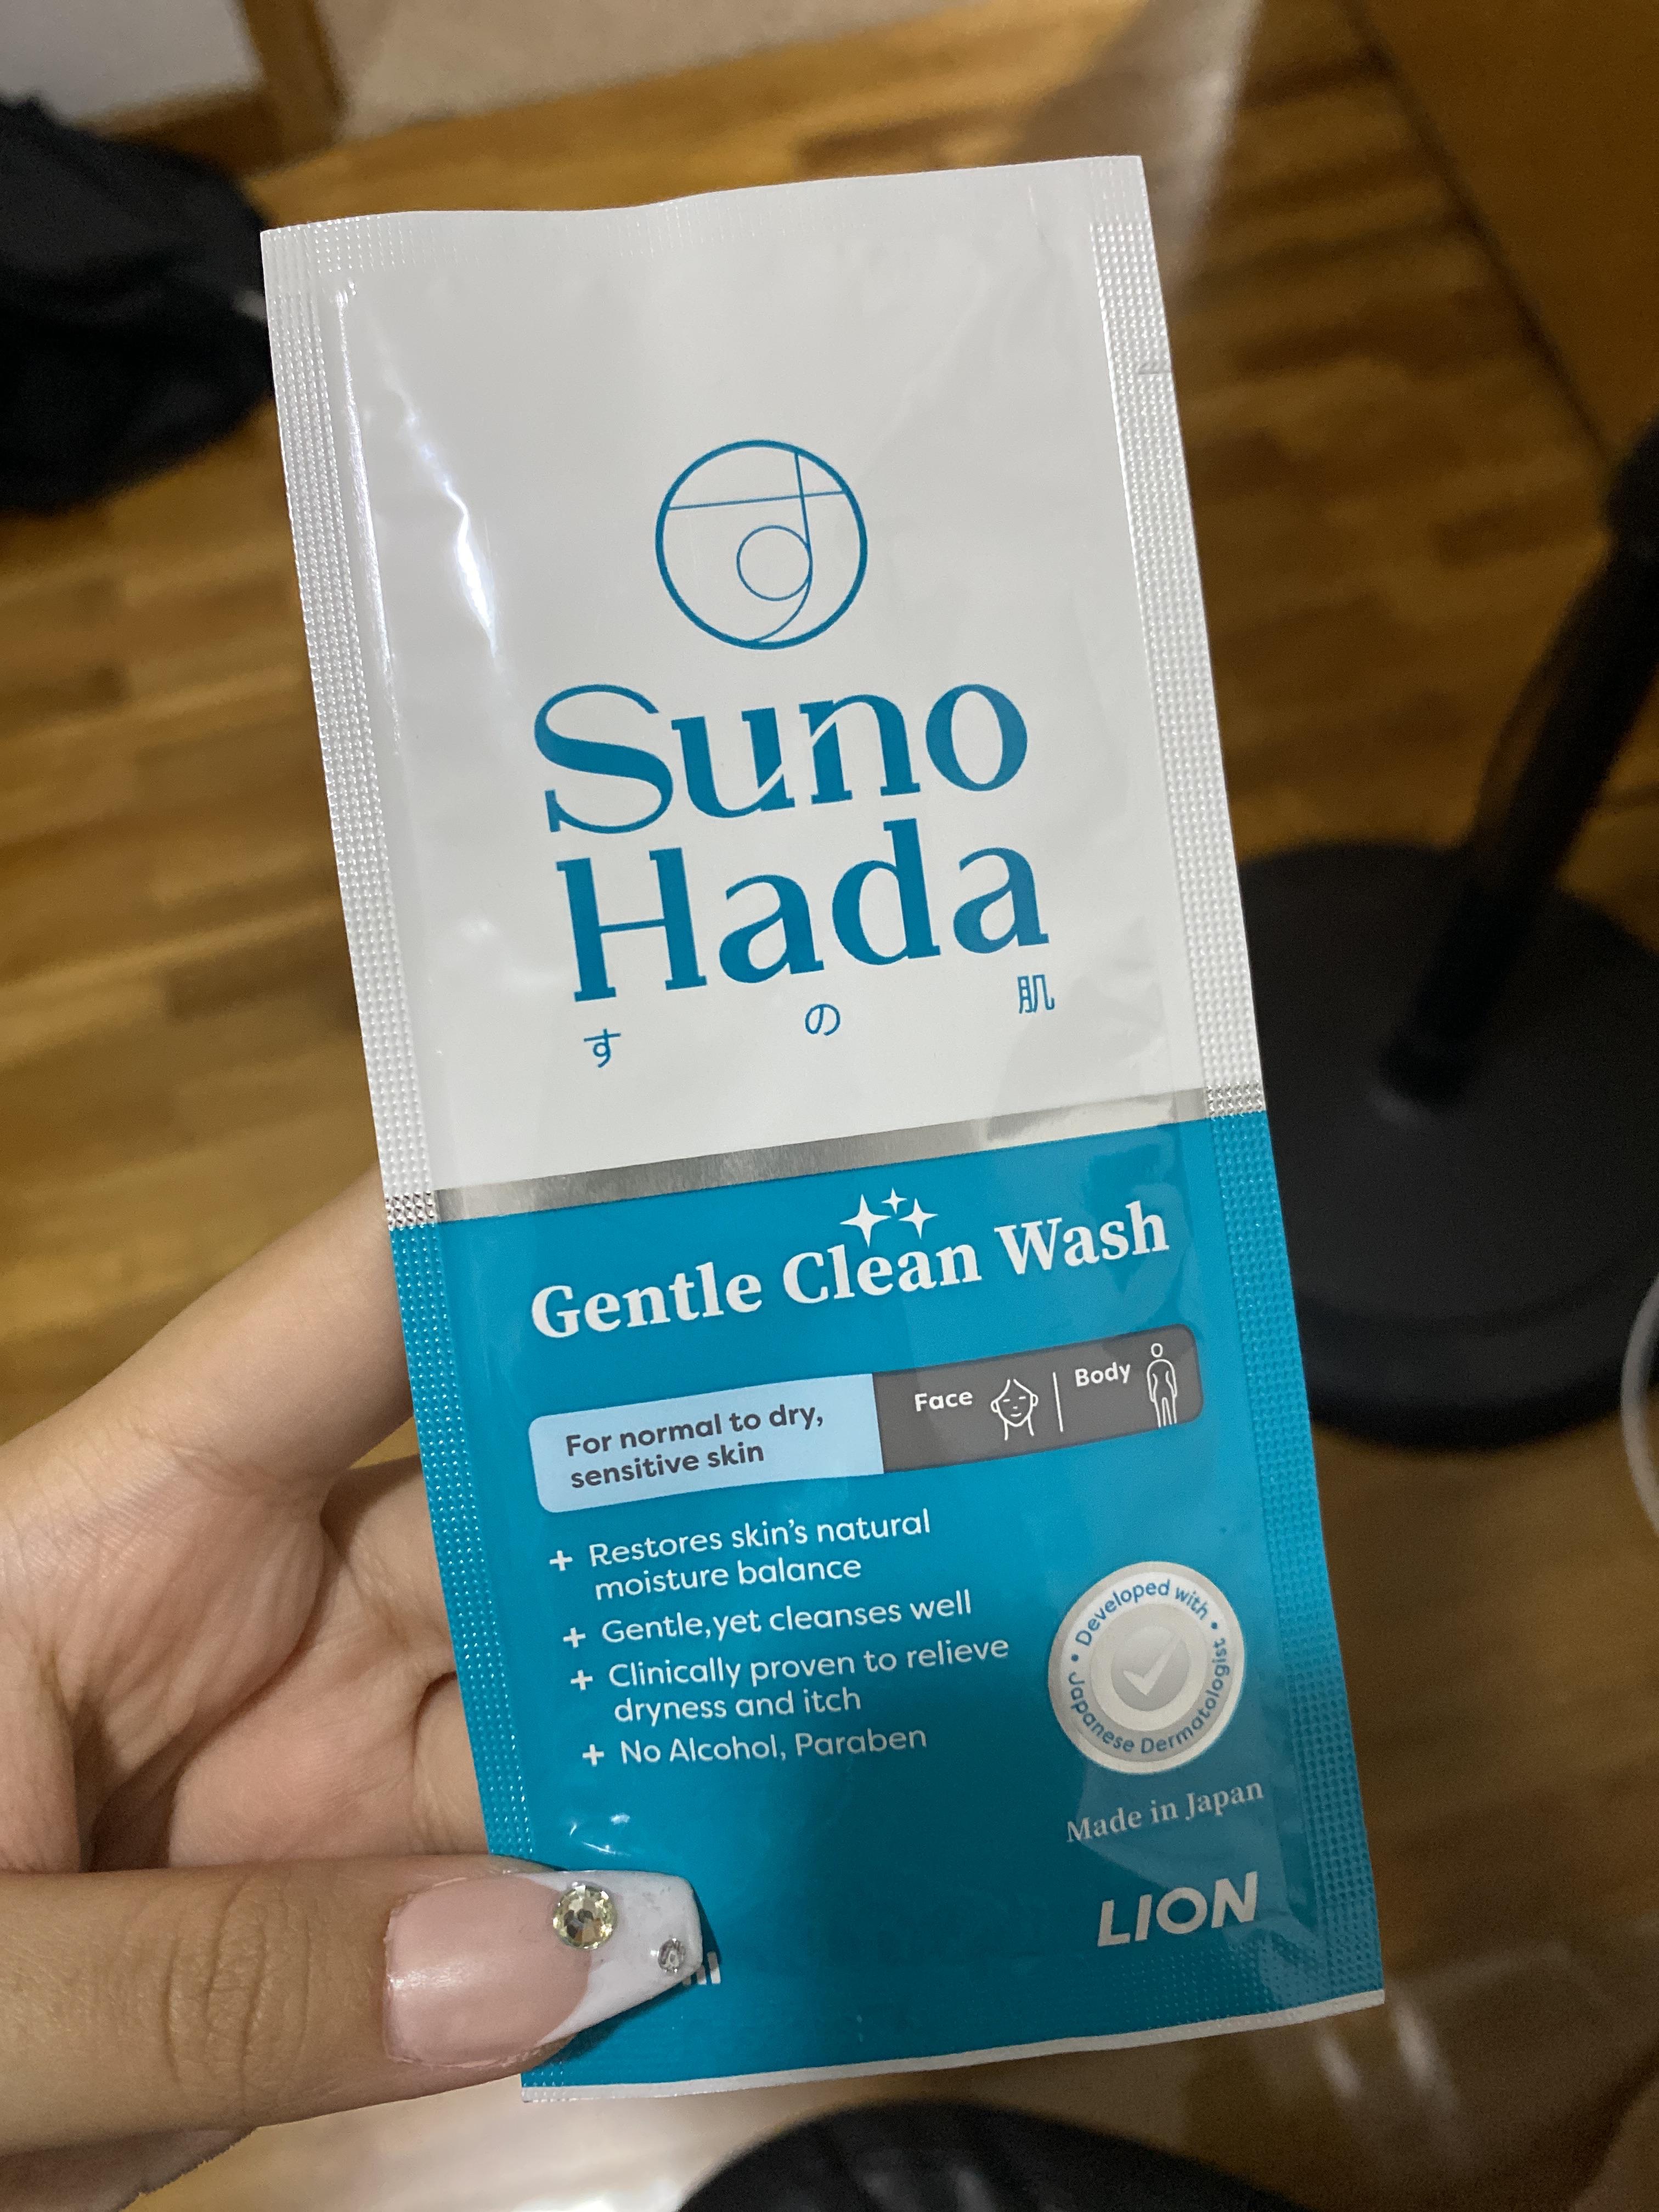 Suno
Hada
すの肌
Gentle Clean Wash
For normal to dry,
sensitive skin
Face
Body
+ Restores skin's natural
moisture balance
+ Gentle,yet cleanses well
+ Clinically proven to relieve
dryness and itch
+ No Alcohol, Paraben
• Developed with •
Japanese Dermatologist
Made in Japan
LION